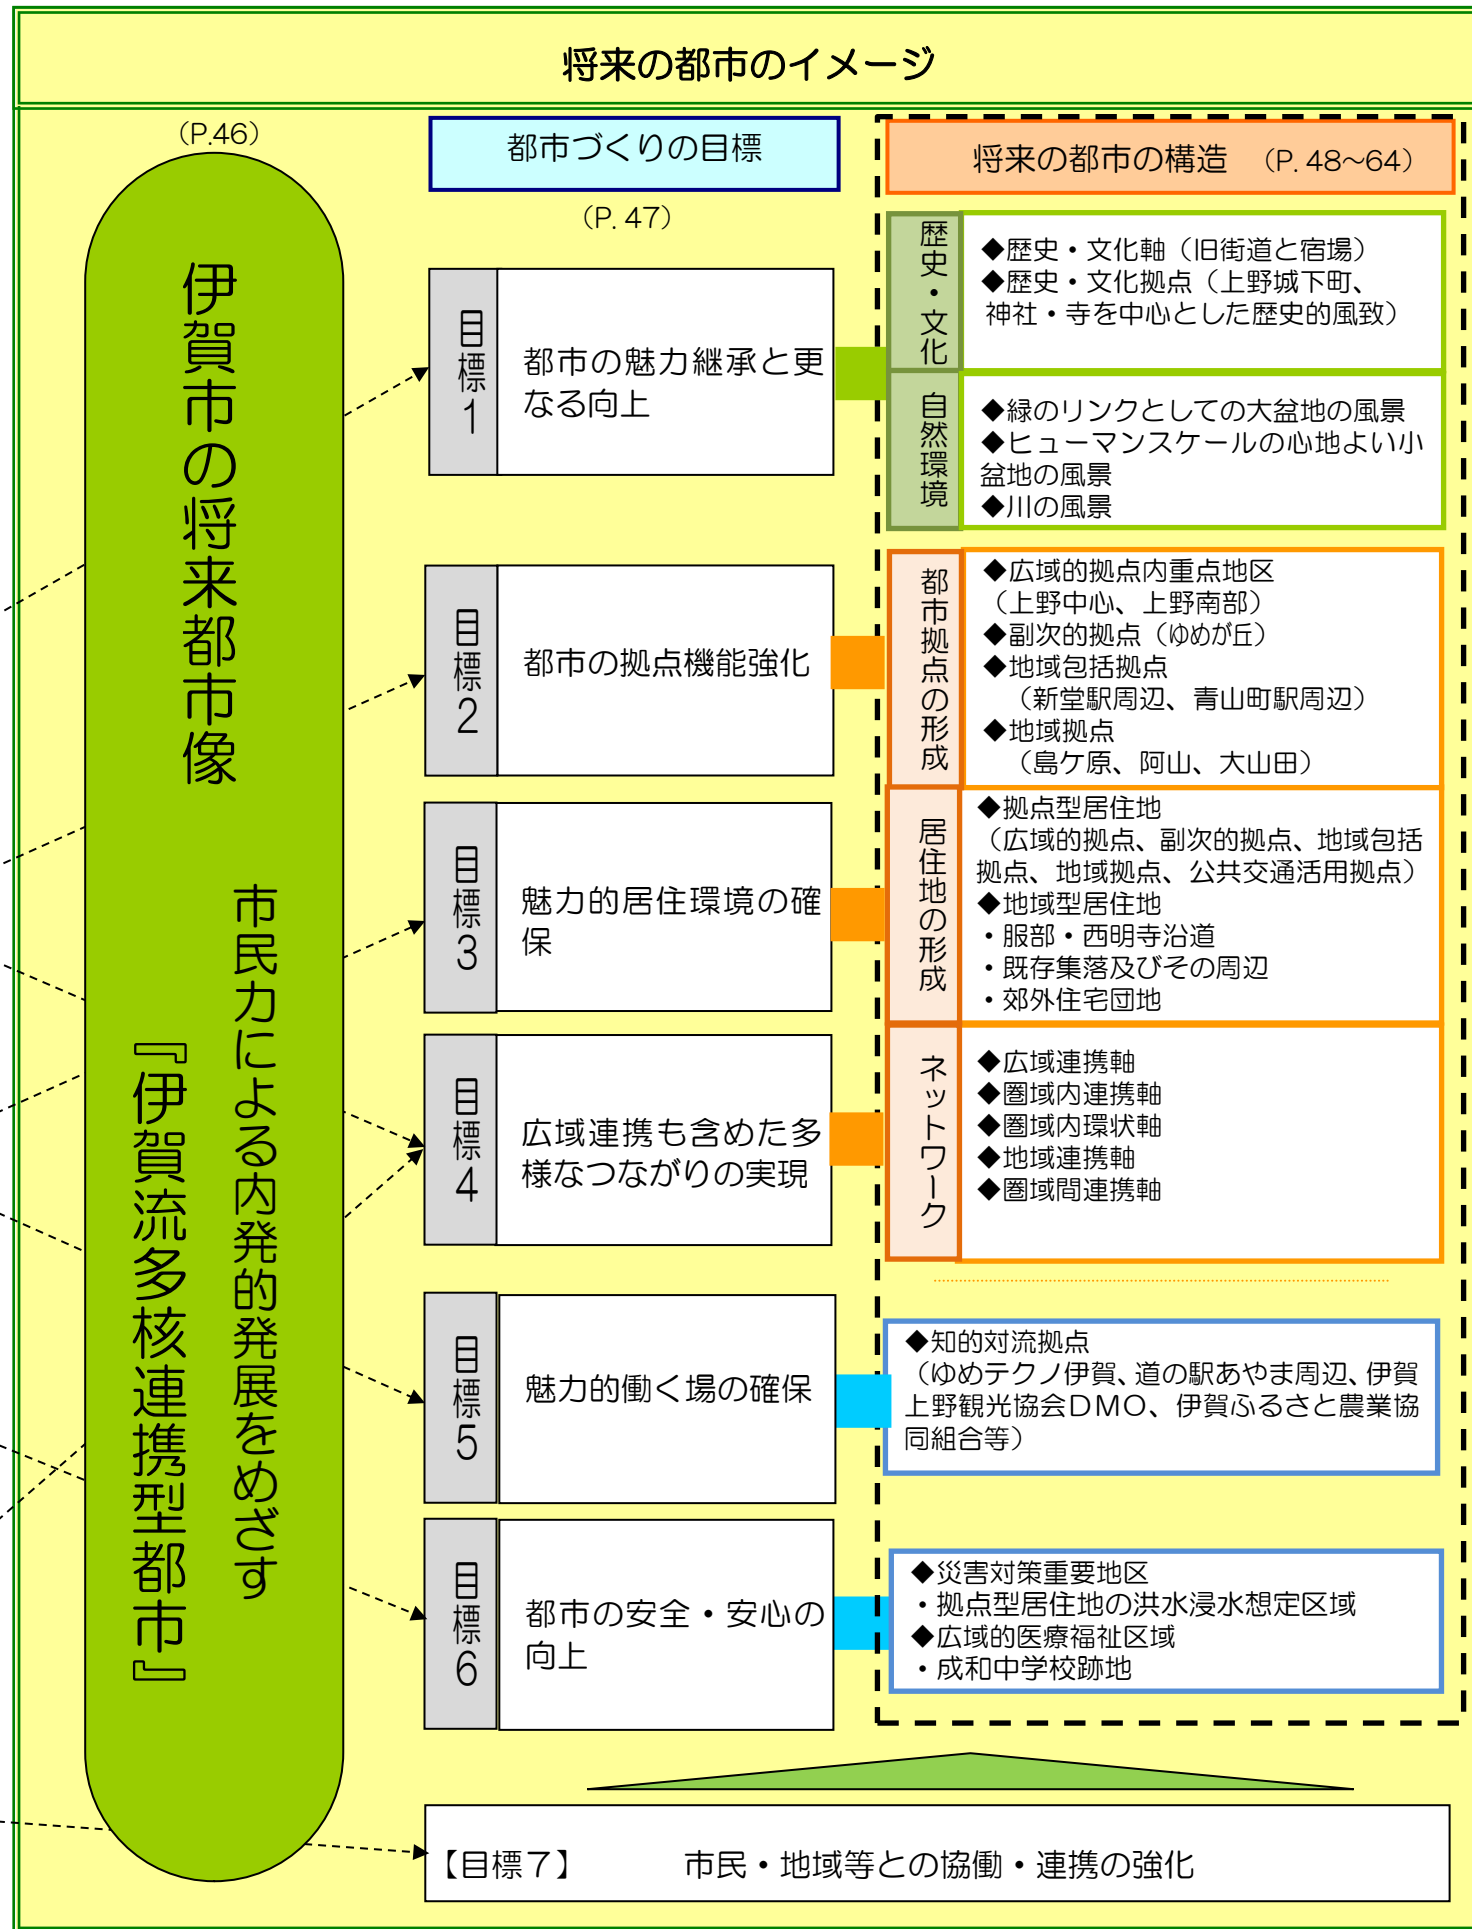 将来の都市のイメージ
（P.46）
伊賀市の将来都市像
市民力による内発的発展をめざす
『伊賀流多核連携型都市』
都市づくりの目標
（P. 47）
将来の都市の構造　（P. 48～64）
目標1
都市の魅力継承と更
なる向上
歴史・文化
◆歴史・文化軸（旧街道と宿場）
◆歴史・文化拠点（上野城下町、
神社・寺を中心とした歴史的風致）
自然環境
◆緑のリンクとしての大盆地の風景
◆ヒューマンスケールの心地よい小
盆地の風景
◆川の風景
目標2
都市の拠点機能強化
都市拠点の形成
◆広域的拠点内重点地区
（上野中心、上野南部）
◆副次的拠点（ゆめが丘）
◆地域包括拠点
（新堂駅周辺、青山町駅周辺）
◆地域拠点
（島ケ原、阿山、大山田）
目標3
魅力的居住環境の確
保
居住地の形成
◆拠点型居住地
（広域的拠点、副次的拠点、地域包括
拠点、地域拠点、公共交通活用拠点）
◆地域型居住地
・服部・西明寺沿道
・既存集落及びその周辺
・郊外住宅団地
目標4
広域連携も含めた多
様なつながりの実現
ネットワーク
◆広域連携軸
◆圏域内連携軸
◆圏域内環状軸
◆地域連携軸
◆圏域間連携軸
目標5
魅力的働く場の確保
◆知的対流拠点
（ゆめテクノ伊賀、道の駅あやま周辺、伊賀
上野観光協会DMO、伊賀ふるさと農業協
同組合等）
目標6
都市の安全・安心の
向上
◆災害対策重要地区
・拠点型居住地の洪水浸水想定区域
◆広域的医療福祉区域
・成和中学校跡地
【目標7】　市民・地域等との協働・連携の強化